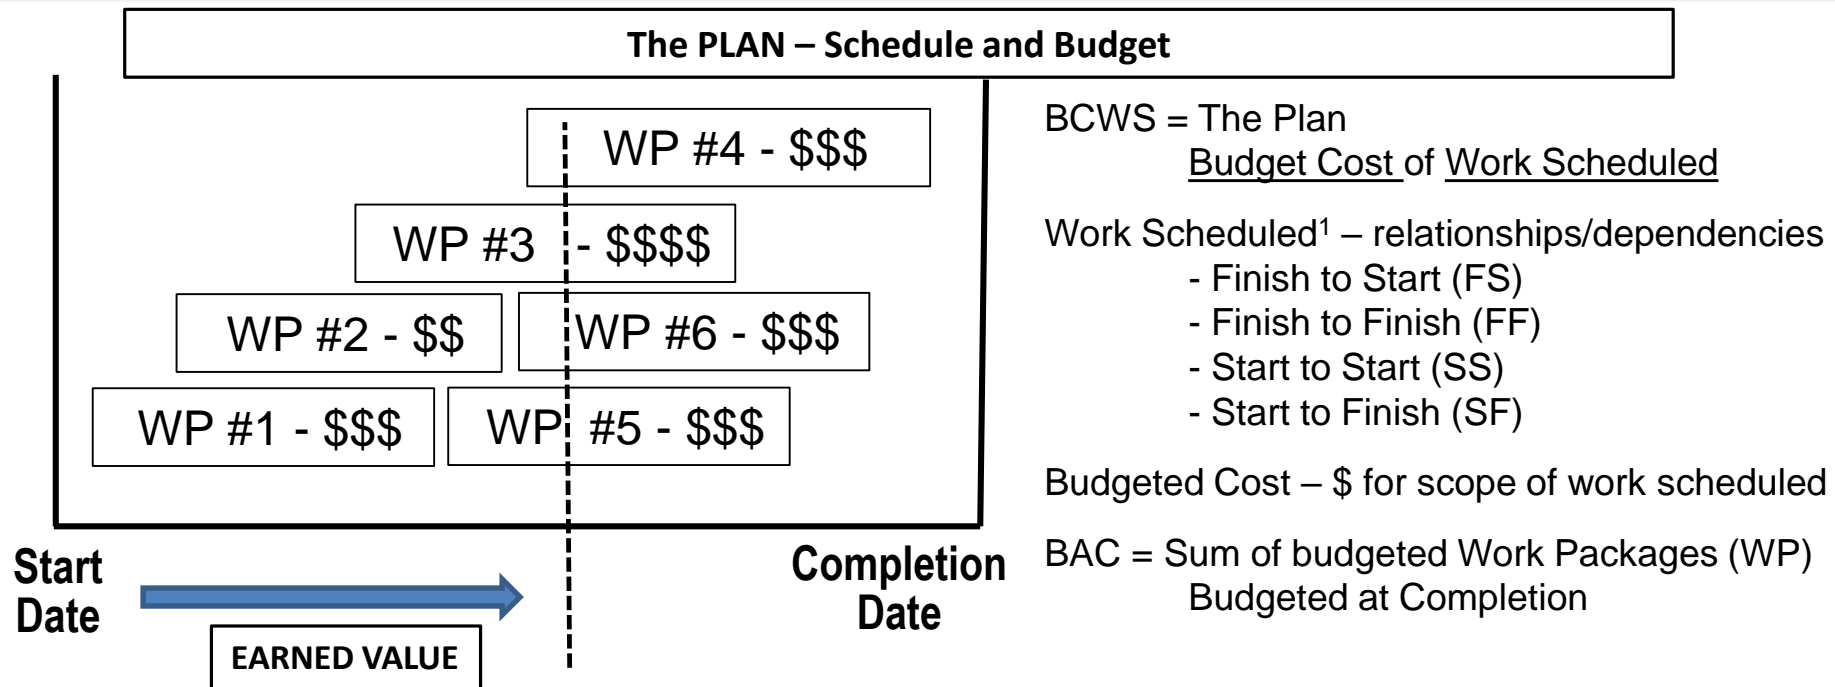 The PLAN – Schedule and Budget
WP #4 - $$$
WP #3 - $$$$
WP #2 - $$
WP #6 - $$$
WP #1 - $$$
WP #5 - $$$
Start
Date
EARNED VALUE
Completion
Date
BCWS = The Plan
Budget Cost of Work Scheduled
Work Scheduled¹ – relationships/dependencies
- Finish to Start (FS)
- Finish to Finish (FF)
- Start to Start (SS)
- Start to Finish (SF)
Budgeted Cost – $ for scope of work scheduled
BAC = Sum of budgeted Work Packages (WP)
Budgeted at Completion